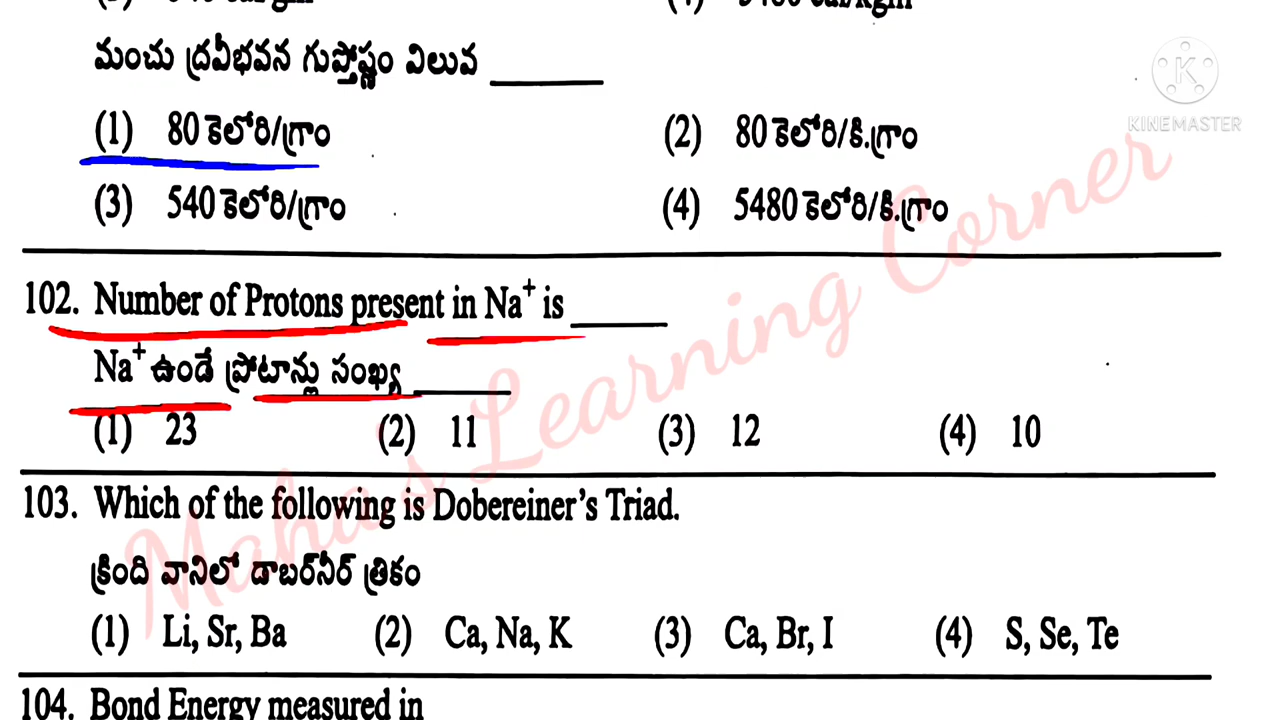 మంచు ద్రవీభవన గుప్తోష్ణం విలువ ________
(1) 80 కెలోరి/గ్రాం (2) 80 కెలోరి/కి.గ్రాం
(3) 540 కెలోరి/గ్రాం (4) 5480 కెలోరి/కి.గ్రాం
KINEMASTER
102. Number of Protons present in Na⁺ is ________
Na⁺ ఉండే ప్రోటాన్లు సంఖ్య ________
(1) 23 (2) 11 (3) 12 (4) 10
103. Which of the following is Dobereiner's Triad.
క్రింది వానిలో డాబర్‌నీర్ త్రికం
(1) Li, Sr, Ba (2) Ca, Na, K (3) Ca, Br, I (4) S, Se, Te
104. Bond Energy measured in
Maha's Learning Corner